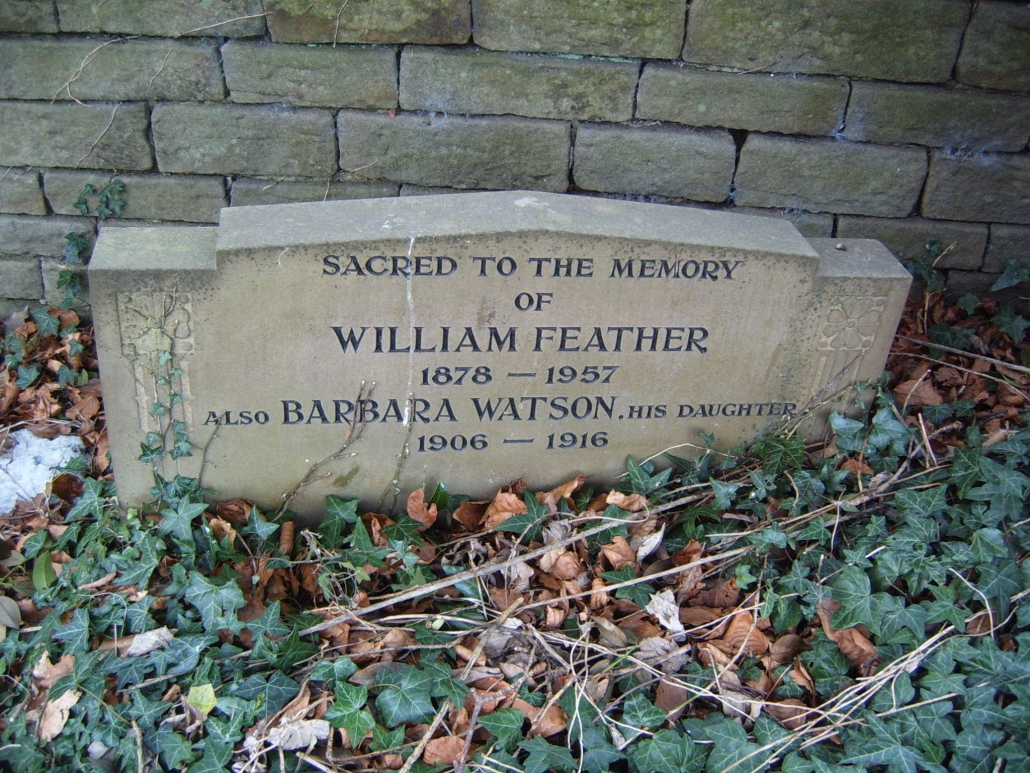 SACRED TO THE MEMORY
OF
WILLIAM FEATHER
1878 — 1957
ALSO BARBARA WATSON, HIS DAUGHTER
1906 — 1916